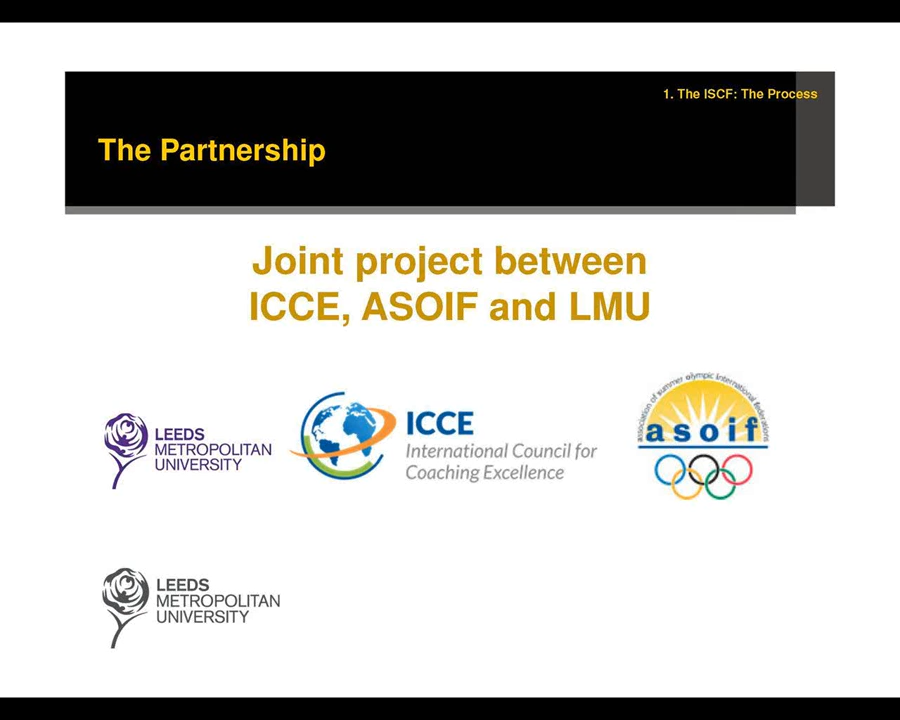 1. The ISCF: The Process
The Partnership
Joint project between
ICCE, ASOIF and LMU
LEEDS
METROPOLITAN
UNIVERSITY
ICCE
International Council for
Coaching Excellence
association of summer olympic international federations
asoif
LEEDS
METROPOLITAN
UNIVERSITY